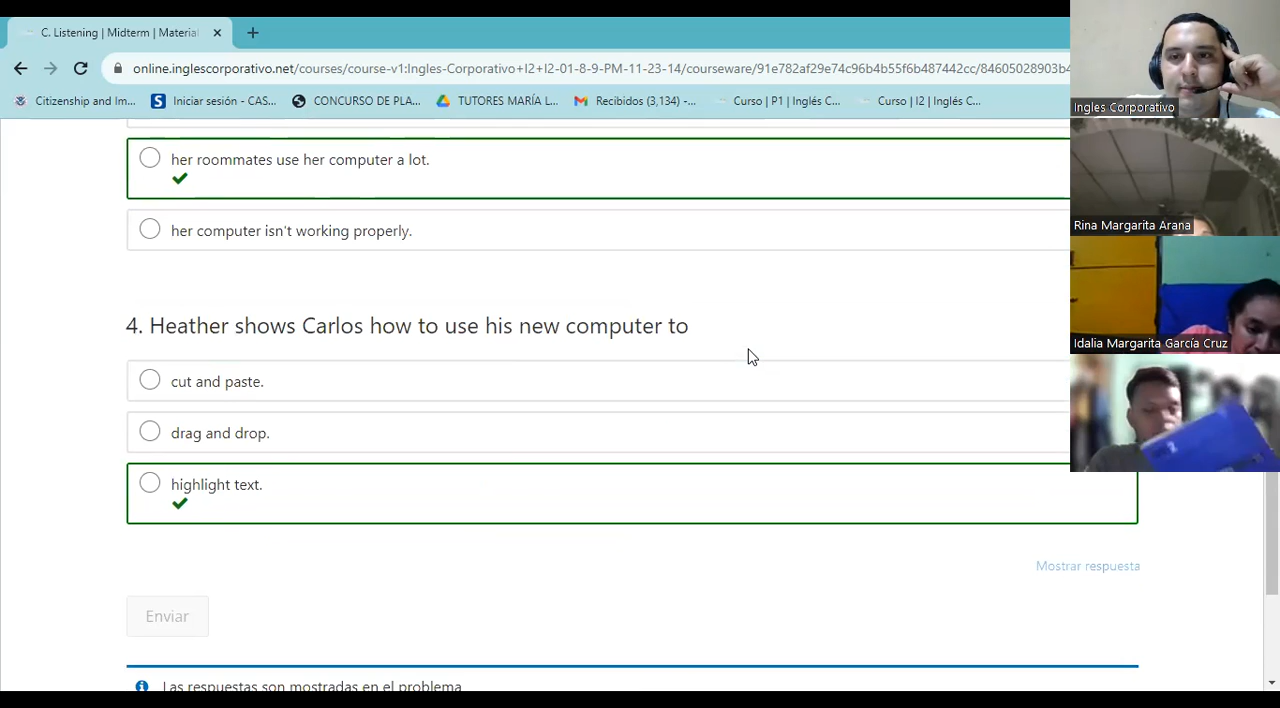 C. Listening | Midterm | Material
online.inglescorporativo.net/courses/course-v1:Ingles-Corporativo+I2+I2-01-8-9-PM-11-23-14/courseware/91e782af29e74c96b4b55f6b487442cc/84605028903b4
Citizenship and Im... Iniciar sesión - CAS... CONCURSO DE PLA... TUTORES MARÍA L... Recibidos (3,134) -... Curso | P1 | Inglés C... Curso | I2 | Inglés C...
Ingles Corporativo
her roommates use her computer a lot.
Rina Margarita Arana
her computer isn't working properly.
4. Heather shows Carlos how to use his new computer to
Idalia Margarita García Cruz
cut and paste.
drag and drop.
highlight text.
Mostrar respuesta
Enviar
Las respuestas son mostradas en el problema